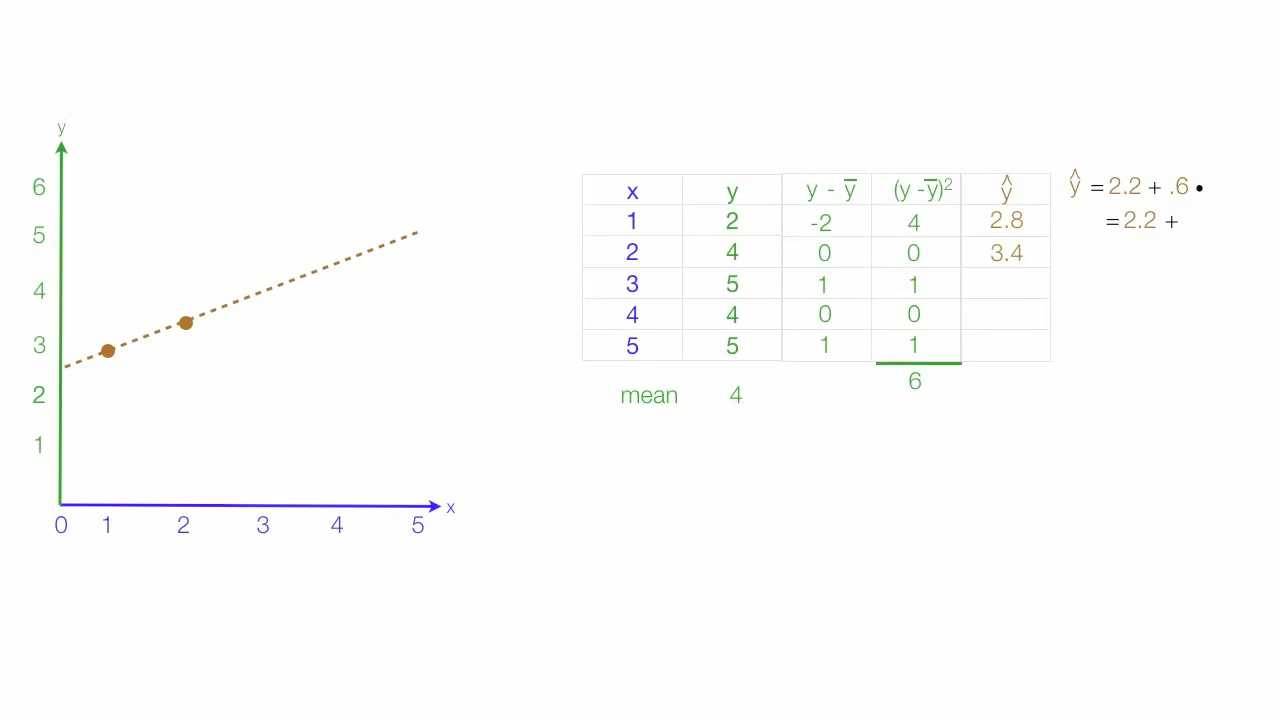 y
6
5
4
3
2
1
0 1 2 3 4 5 x
x y y - y̅ (y - y̅)² ŷ
1 2 -2 4 2.8
2 4 0 0 3.4
3 5 1 1
4 4 0 0
5 5 1 1
mean 4 6
ŷ = 2.2 + .6 •
= 2.2 +